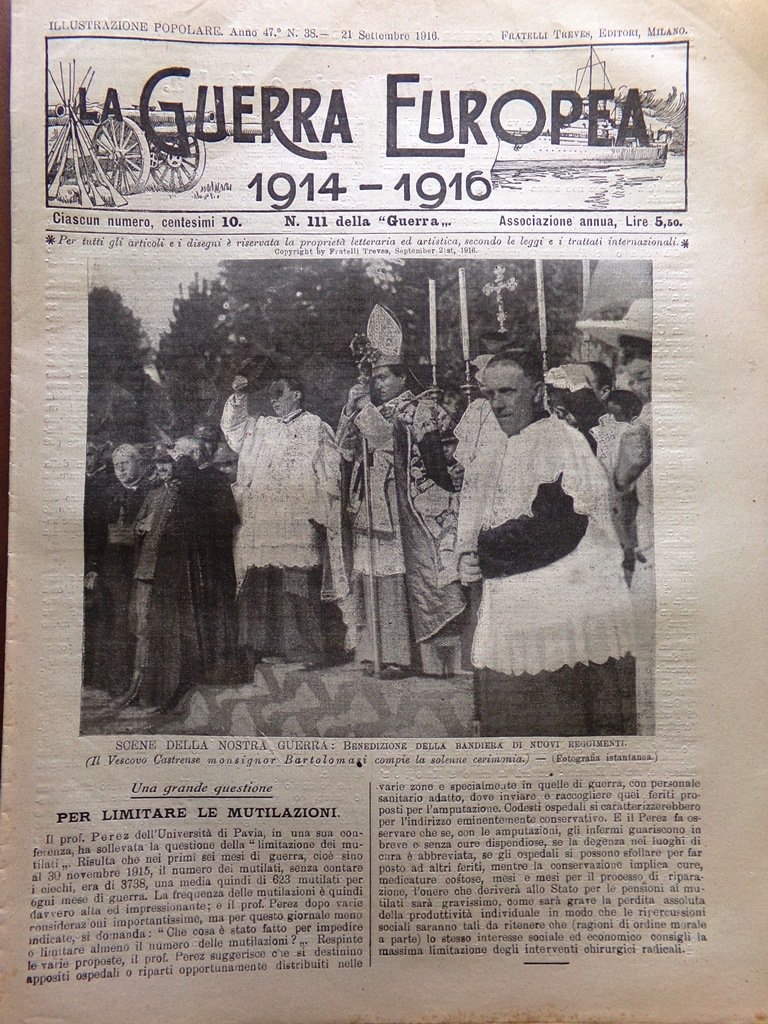 ILLUSTRAZIONE POPOLARE. Anno 47.º N. 38. — 21 Settembre 1916. FRATELLI TREVES, EDITORI, MILANO.
LA GUERRA EUROPEA
1914 – 1916
Ciascun numero, centesimi 10. N. 111 della "Guerra„. Associazione annua, Lire 5,50.
* Per tutti gli articoli e i disegni è riservata la proprietà letteraria ed artistica, secondo le leggi e i trattati internazionali. *
Copyright by Fratelli Treves, September 21st, 1916.
SCENE DELLA NOSTRA GUERRA: BENEDIZIONE DELLA BANDIERA DI NUOVI REGGIMENTI.
(Il Vescovo Castrense monsignor Bartolomasi compie la solenne cerimonia.) — (Fotografia istantanea.)
Una grande questione
PER LIMITARE LE MUTILAZIONI.
Il prof. Perez dell'Università di Pavia, in una sua con-
ferenza, ha sollevata la questione della "limitazione dei mu-
tilati„. Risulta che nei primi sei mesi di guerra, cioè sino
al 30 novembre 1915, il numero dei mutilati, senza contare
i ciechi, era di 3738, una media quindi di 623 mutilati per
ogni mese di guerra. La frequenza delle mutilazioni è quindi
davvero alta ed impressionante; e il prof. Perez dopo varie
considerazioni importantissime, ma per questo giornale meno
indicate, si domanda: "Che cosa è stato fatto per impedire
o limitare almeno il numero delle mutilazioni?„. Respinte
le varie proposte, il prof. Perez suggerisce che si destinino
appositi ospedali o riparti opportunamente distribuiti nelle
varie zone e specialmente in quelle di guerra, con personale
sanitario adatto, dove inviare e raccogliere quei feriti pro-
posti per l'amputazione. Codesti ospedali si caratterizzerebbero
per l'indirizzo eminentemente conservativo. E il Perez fa os-
servare che se, con le amputazioni, gli infermi guariscono in
breve e senza cure dispendiose, se la degenza nei luoghi di
cura è abbreviata, se gli ospedali si possono sfollare per far
posto ad altri feriti, mentre la conservazione implica cure,
medicature costose, mesi e mesi per il processo di ripara-
zione, l'onere che deriverà allo Stato per le pensioni ai mu-
tilati sarà gravissimo, come sarà grave la perdita assoluta
della produttività individuale in modo che le ripercussioni
sociali saranno tali da ritenere che (ragioni di ordine morale
a parte) lo stesso interesse sociale ed economico consigli la
massima limitazione degli interventi chirurgici radicali.